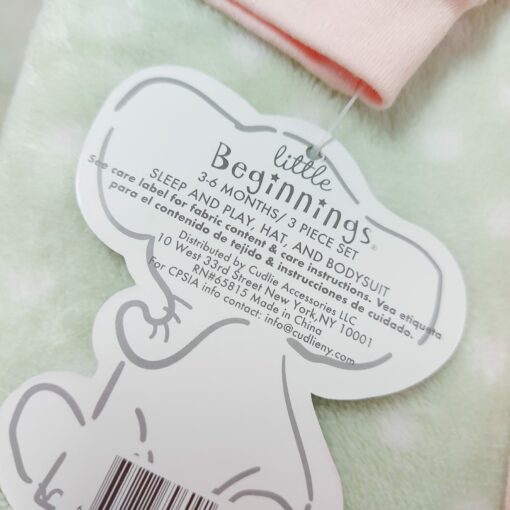 little
Beginnings®
3-6 MONTHS/ 3 PIECE SET
SLEEP AND PLAY, HAT, AND BODYSUIT
See care label for fabric content & care instructions. Vea etiqueta
para el contenido de tejido & instrucciones de cuidado.
Distributed by Cudlie Accessories LLC
10 West 33rd Street New York,NY 10001
RN#65815 Made in China
For CPSIA info contact: info@cudlieny.com